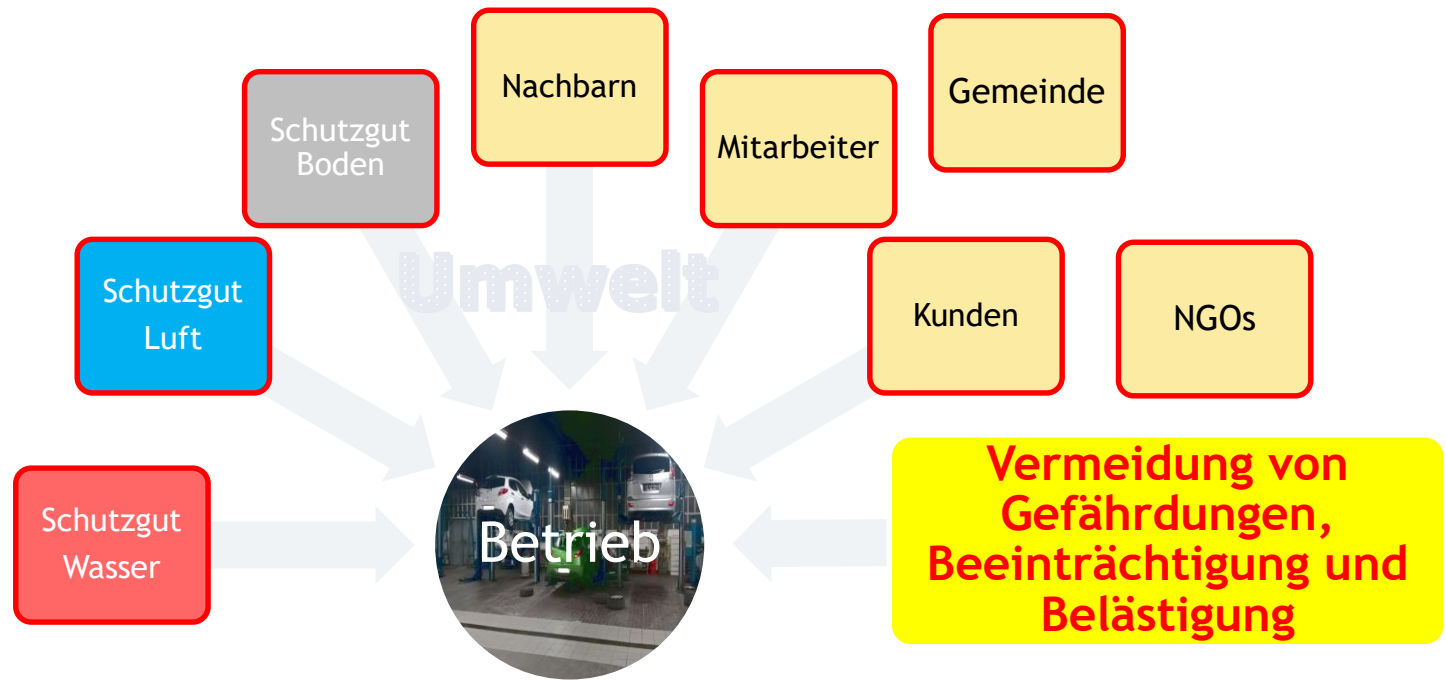 Nachbarn
Gemeinde
Schutzgut
Boden
Mitarbeiter
Umwelt
Schutzgut
Luft
Kunden
NGOs
Schutzgut
Wasser
Betrieb
Vermeidung von
Gefährdungen,
Beeinträchtigung und
Belästigung